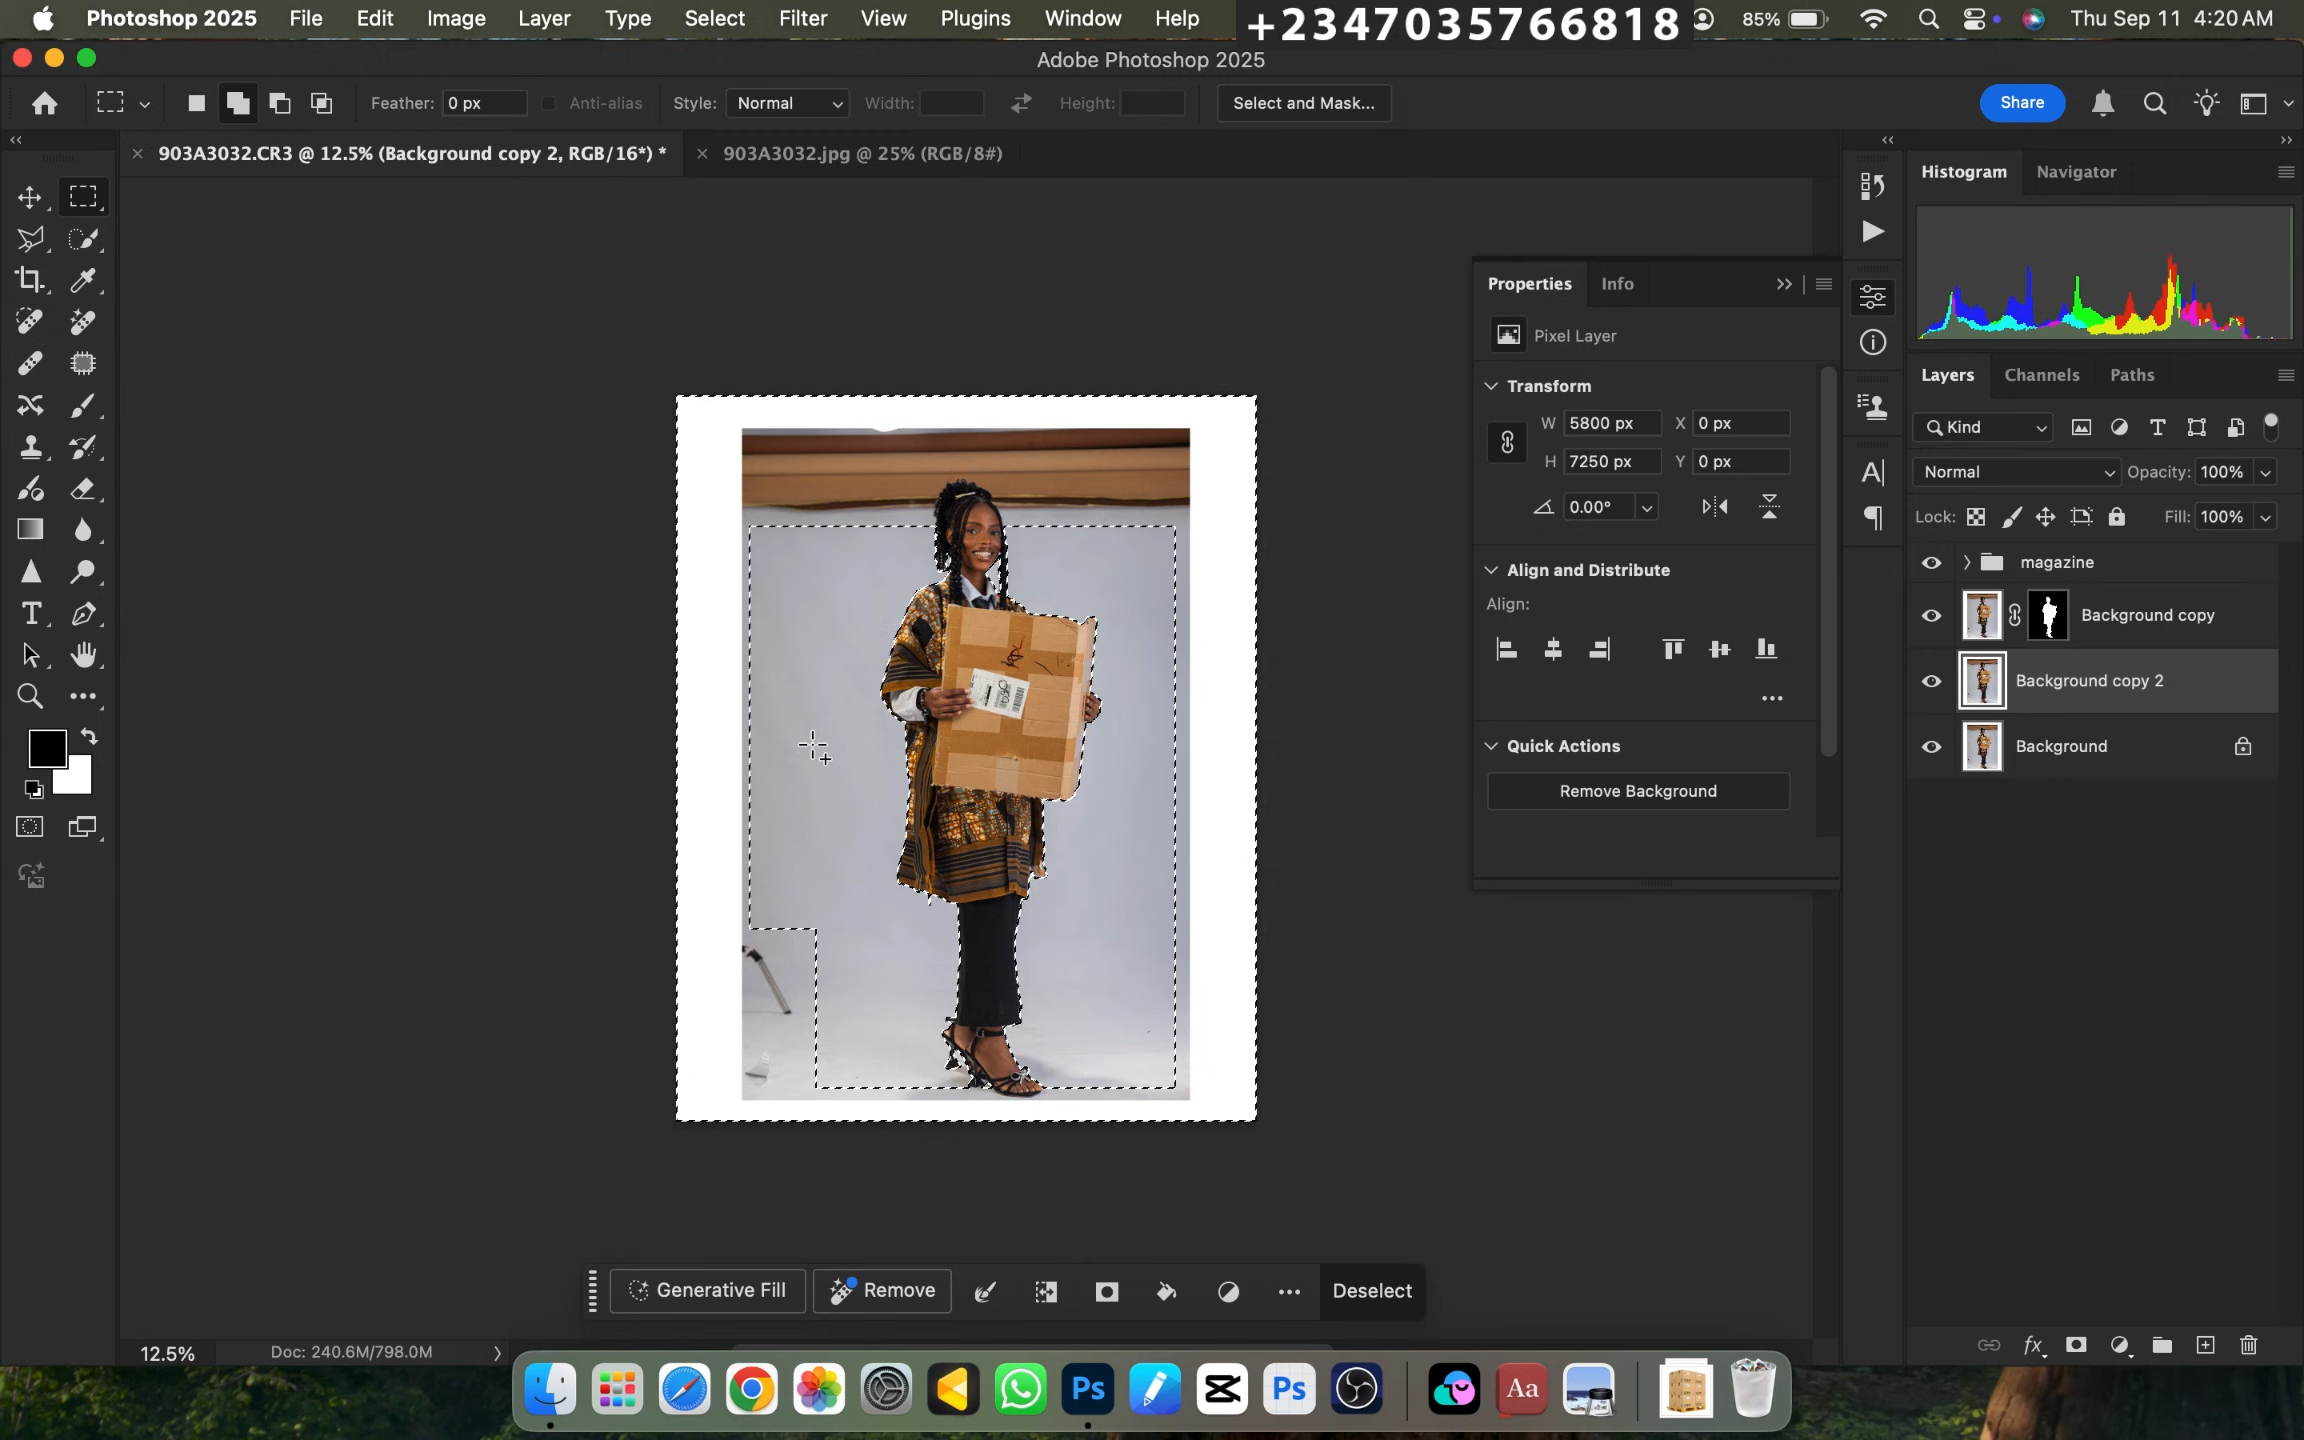 Photoshop 2025 File Edit Image Layer Type Select Filter View Plugins Window Help +2347035766818 85% Thu Sep 11 4:20 AM
Adobe Photoshop 2025
Feather: 0 px Anti-alias Style: Normal Width: Height: Select and Mask... Share
903A3032.CR3 @ 12.5% (Background copy 2, RGB/16*) * 903A3032.jpg @ 25% (RGB/8#)
Histogram Navigator
Properties Info
Pixel Layer
Transform
W 5800 px X 0 px
H 7250 px Y 0 px
0.00°
Align and Distribute
Align:
Quick Actions
Remove Background
Layers Channels Paths
Kind
Normal Opacity: 100%
Lock: Fill: 100%
magazine
Background copy
Background copy 2
Background
Generative Fill Remove Deselect
12.5% Doc: 240.6M/798.0M
Ps Ps Aa